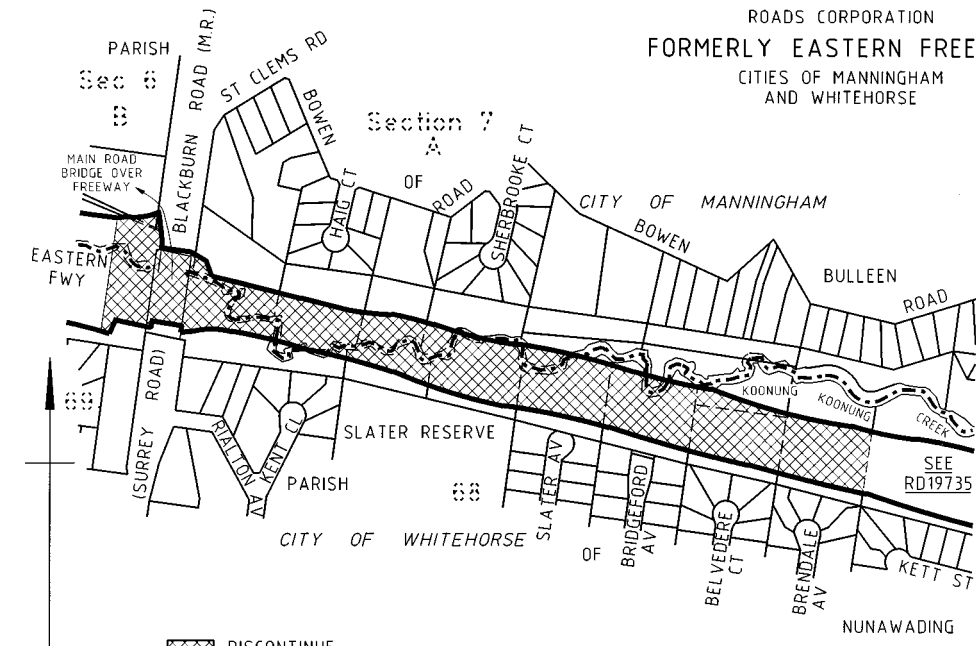 ROADS CORPORATION
FORMERLY EASTERN FREE
CITIES OF MANNINGHAM
AND WHITEHORSE
PARISH
Sec 6
B
BLACKBURN ROAD (M.R.)
ST CLEMS RD
BOWEN
Section 7
A
OF
ROAD
HAIG CT
SHERBROOKE CT
MAIN ROAD
BRIDGE OVER
FREEWAY
CITY OF MANNINGHAM
BOWEN
BULLEEN
ROAD
EASTERN
FWY
KOONUNG
KOONUNG
CREEK
69
(SURREY ROAD)
RIALTON AV
KENT CL
SLATER RESERVE
PARISH
68
SLATER AV
BRIDGEFORD
AV
BELVEDERE
CT
BRENDALE
AV
SEE
RD19735
KETT ST
CITY OF WHITEHORSE
OF
NUNAWADING
DISCONTINUE